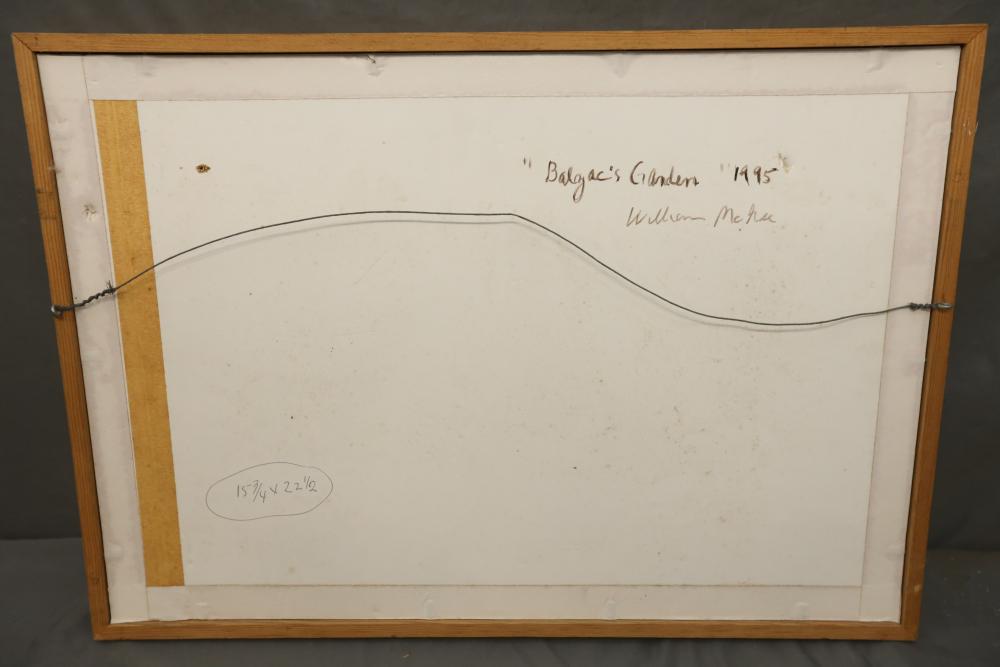 "Balzac's Garden" 1995"
William McKee
15 3/4 x 22 1/2